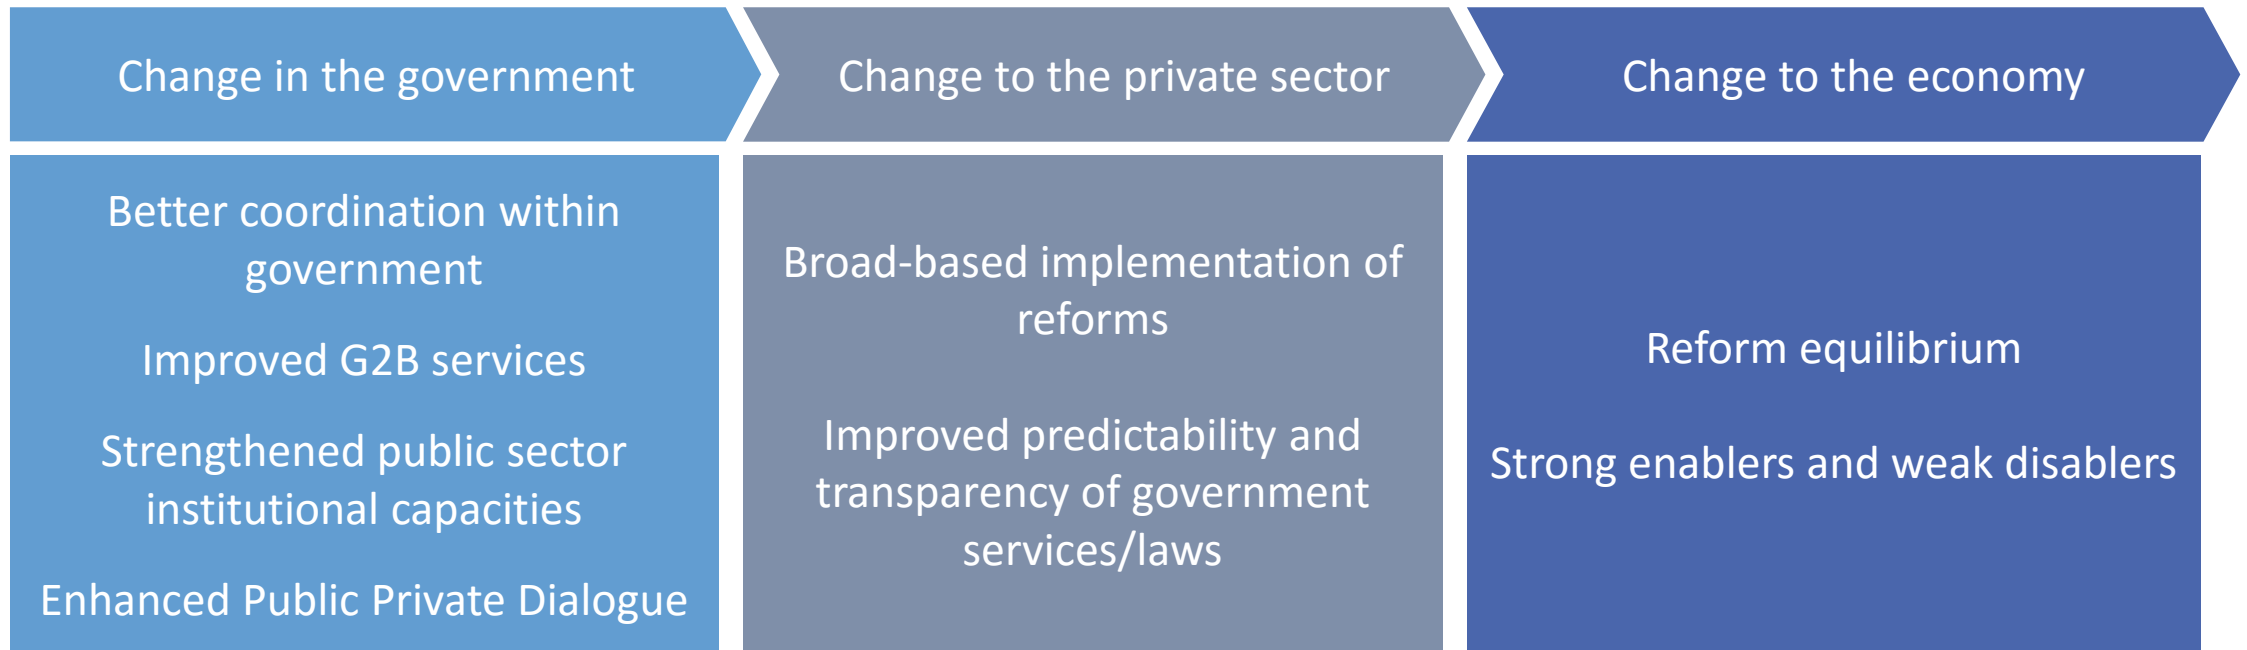 Change in the government
Change to the private sector
Change to the economy
Better coordination within
government
Improved G2B services
Strengthened public sector
institutional capacities
Enhanced Public Private Dialogue
Broad-based implementation of
reforms
Improved predictability and
transparency of government
services/laws
Reform equilibrium
Strong enablers and weak disablers